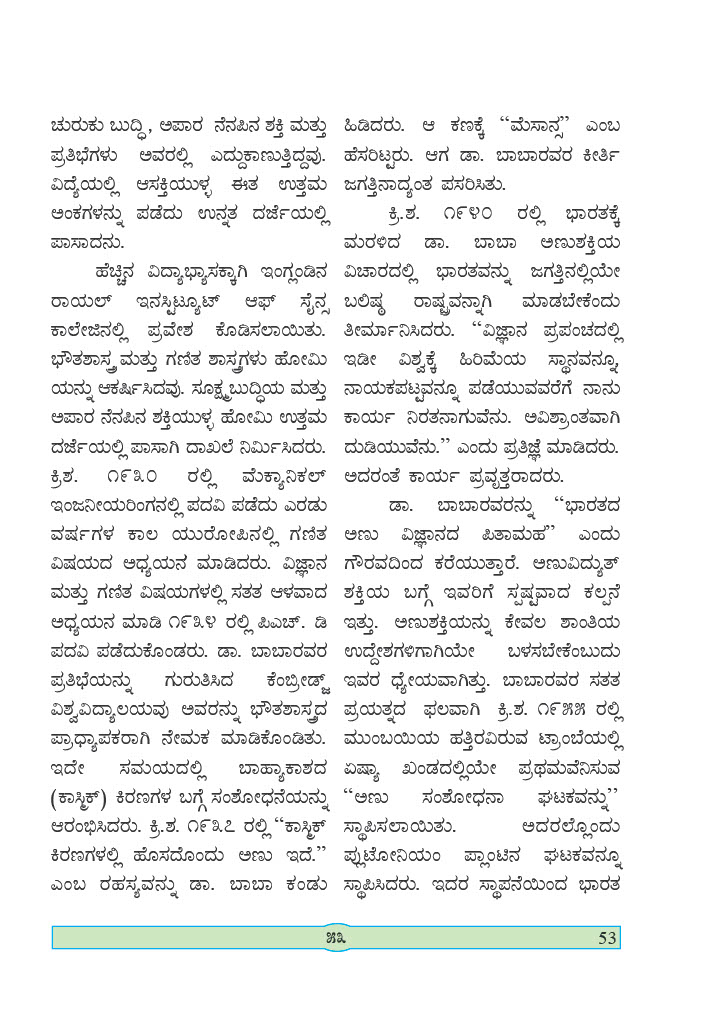 ಚುರುಕು ಬುದ್ಧಿ, ಅಪಾರ ನೆನಪಿನ ಶಕ್ತಿ ಮತ್ತು
ಪ್ರತಿಭೆಗಳು ಅವರಲ್ಲಿ ಎದ್ದುಕಾಣುತ್ತಿದ್ದವು.
ವಿದ್ಯೆಯಲ್ಲಿ ಆಸಕ್ತಿಯುಳ್ಳ ಈತ ಉತ್ತಮ
ಅಂಕಗಳನ್ನು ಪಡೆದು ಉನ್ನತ ದರ್ಜೆಯಲ್ಲಿ
ಪಾಸಾದನು.
ಹೆಚ್ಚಿನ ವಿದ್ಯಾಭ್ಯಾಸಕ್ಕಾಗಿ ಇಂಗ್ಲಂಡಿನ
ರಾಯಲ್ ಇನಸ್ಟಿಟ್ಯೂಟ್ ಆಫ್ ಸೈನ್ಸ
ಕಾಲೇಜಿನಲ್ಲಿ ಪ್ರವೇಶ ಕೊಡಿಸಲಾಯಿತು.
ಭೌತಶಾಸ್ತ್ರ ಮತ್ತು ಗಣಿತ ಶಾಸ್ತ್ರಗಳು ಹೋಮಿ
ಯನ್ನು ಆಕರ್ಷಿಸಿದವು. ಸೂಕ್ಷ್ಮಬುದ್ಧಿಯ ಮತ್ತು
ಅಪಾರ ನೆನಪಿನ ಶಕ್ತಿಯುಳ್ಳ ಹೋಮಿ ಉತ್ತಮ
ದರ್ಜೆಯಲ್ಲಿ ಪಾಸಾಗಿ ದಾಖಲೆ ನಿರ್ಮಿಸಿದರು.
ಕ್ರಿಶ. ೧೯೩೦ ರಲ್ಲಿ ಮೆಕ್ಯಾನಿಕಲ್
ಇಂಜನೀಯರಿಂಗನಲ್ಲಿ ಪದವಿ ಪಡೆದು ಎರಡು
ವರ್ಷಗಳ ಕಾಲ ಯುರೋಪಿನಲ್ಲಿ ಗಣಿತ
ವಿಷಯದ ಅಧ್ಯಯನ ಮಾಡಿದರು. ವಿಜ್ಞಾನ
ಮತ್ತು ಗಣಿತ ವಿಷಯಗಳಲ್ಲಿ ಸತತ ಆಳವಾದ
ಅಧ್ಯಯನ ಮಾಡಿ ೧೯೩೪ ರಲ್ಲಿ ಪಿಎಚ್. ಡಿ
ಪದವಿ ಪಡೆದುಕೊಂಡರು. ಡಾ. ಬಾಬಾರವರ
ಪ್ರತಿಭೆಯನ್ನು ಗುರುತಿಸಿದ ಕೆಂಬ್ರೀಡ್ಜ್
ವಿಶ್ವವಿದ್ಯಾಲಯವು ಅವರನ್ನು ಭೌತಶಾಸ್ತ್ರದ
ಪ್ರಾಧ್ಯಾಪಕರಾಗಿ ನೇಮಕ ಮಾಡಿಕೊಂಡಿತು.
ಇದೇ ಸಮಯದಲ್ಲಿ ಬಾಹ್ಯಾಕಾಶದ
(ಕಾಸ್ಮಿಕ್) ಕಿರಣಗಳ ಬಗ್ಗೆ ಸಂಶೋಧನೆಯನ್ನು
ಆರಂಭಿಸಿದರು. ಕ್ರಿ.ಶ. ೧೯೩೭ ರಲ್ಲಿ “ಕಾಸ್ಮಿಕ್
ಕಿರಣಗಳಲ್ಲಿ ಹೊಸದೊಂದು ಅಣು ಇದೆ.”
ಎಂಬ ರಹಸ್ಯವನ್ನು ಡಾ. ಬಾಬಾ ಕಂಡು
ಹಿಡಿದರು. ಆ ಕಣಕ್ಕೆ “ಮೆಸಾನ್ಸ” ಎಂಬ
ಹೆಸರಿಟ್ಟರು. ಆಗ ಡಾ. ಬಾಬಾರವರ ಕೀರ್ತಿ
ಜಗತ್ತಿನಾದ್ಯಂತ ಪಸರಿಸಿತು.
ಕ್ರಿ.ಶ. ೧೯೪೦ ರಲ್ಲಿ ಭಾರತಕ್ಕೆ
ಮರಳಿದ ಡಾ. ಬಾಬಾ ಅಣುಶಕ್ತಿಯ
ವಿಚಾರದಲ್ಲಿ ಭಾರತವನ್ನು ಜಗತ್ತಿನಲ್ಲಿಯೇ
ಬಲಿಷ್ಠ ರಾಷ್ಟ್ರವನ್ನಾಗಿ ಮಾಡಬೇಕೆಂದು
ತೀರ್ಮಾನಿಸಿದರು. “ವಿಜ್ಞಾನ ಪ್ರಪಂಚದಲ್ಲಿ
ಇಡೀ ವಿಶ್ವಕ್ಕೆ ಹಿರಿಮೆಯ ಸ್ಥಾನವನ್ನೂ,
ನಾಯಕಪಟ್ಟವನ್ನೂ ಪಡೆಯುವವರೆಗೆ ನಾನು
ಕಾರ್ಯ ನಿರತನಾಗುವೆನು. ಅವಿಶ್ರಾಂತವಾಗಿ
ದುಡಿಯುವೆನು.” ಎಂದು ಪ್ರತಿಜ್ಞೆ ಮಾಡಿದರು.
ಅದರಂತೆ ಕಾರ್ಯ ಪ್ರವೃತ್ತರಾದರು.
ಡಾ. ಬಾಬಾರವರನ್ನು “ಭಾರತದ
ಅಣು ವಿಜ್ಞಾನದ ಪಿತಾಮಹ” ಎಂದು
ಗೌರವದಿಂದ ಕರೆಯುತ್ತಾರೆ. ಅಣುವಿದ್ಯುತ್
ಶಕ್ತಿಯ ಬಗ್ಗೆ ಇವರಿಗೆ ಸ್ಪಷ್ಟವಾದ ಕಲ್ಪನೆ
ಇತ್ತು. ಅಣುಶಕ್ತಿಯನ್ನು ಕೇವಲ ಶಾಂತಿಯ
ಉದ್ದೇಶಗಳಿಗಾಗಿಯೇ ಬಳಸಬೇಕೆಂಬುದು
ಇವರ ಧ್ಯೇಯವಾಗಿತ್ತು. ಬಾಬಾರವರ ಸತತ
ಪ್ರಯತ್ನದ ಫಲವಾಗಿ ಕ್ರಿ.ಶ. ೧೯೫೫ ರಲ್ಲಿ
ಮುಂಬಯಿಯ ಹತ್ತಿರವಿರುವ ಟ್ರಾಂಬೆಯಲ್ಲಿ
ಏಷ್ಯಾ ಖಂಡದಲ್ಲಿಯೇ ಪ್ರಥಮವೆನಿಸುವ
“ಅಣು ಸಂಶೋಧನಾ ಘಟಕವನ್ನು”
ಸ್ಥಾಪಿಸಲಾಯಿತು. ಅದರಲ್ಲೊಂದು
ಪ್ಲುಟೋನಿಯಂ ಪ್ಲಾಂಟಿನ ಘಟಕವನ್ನೂ
ಸ್ಥಾಪಿಸಿದರು. ಇದರ ಸ್ಥಾಪನೆಯಿಂದ ಭಾರತ
೫೩ 53